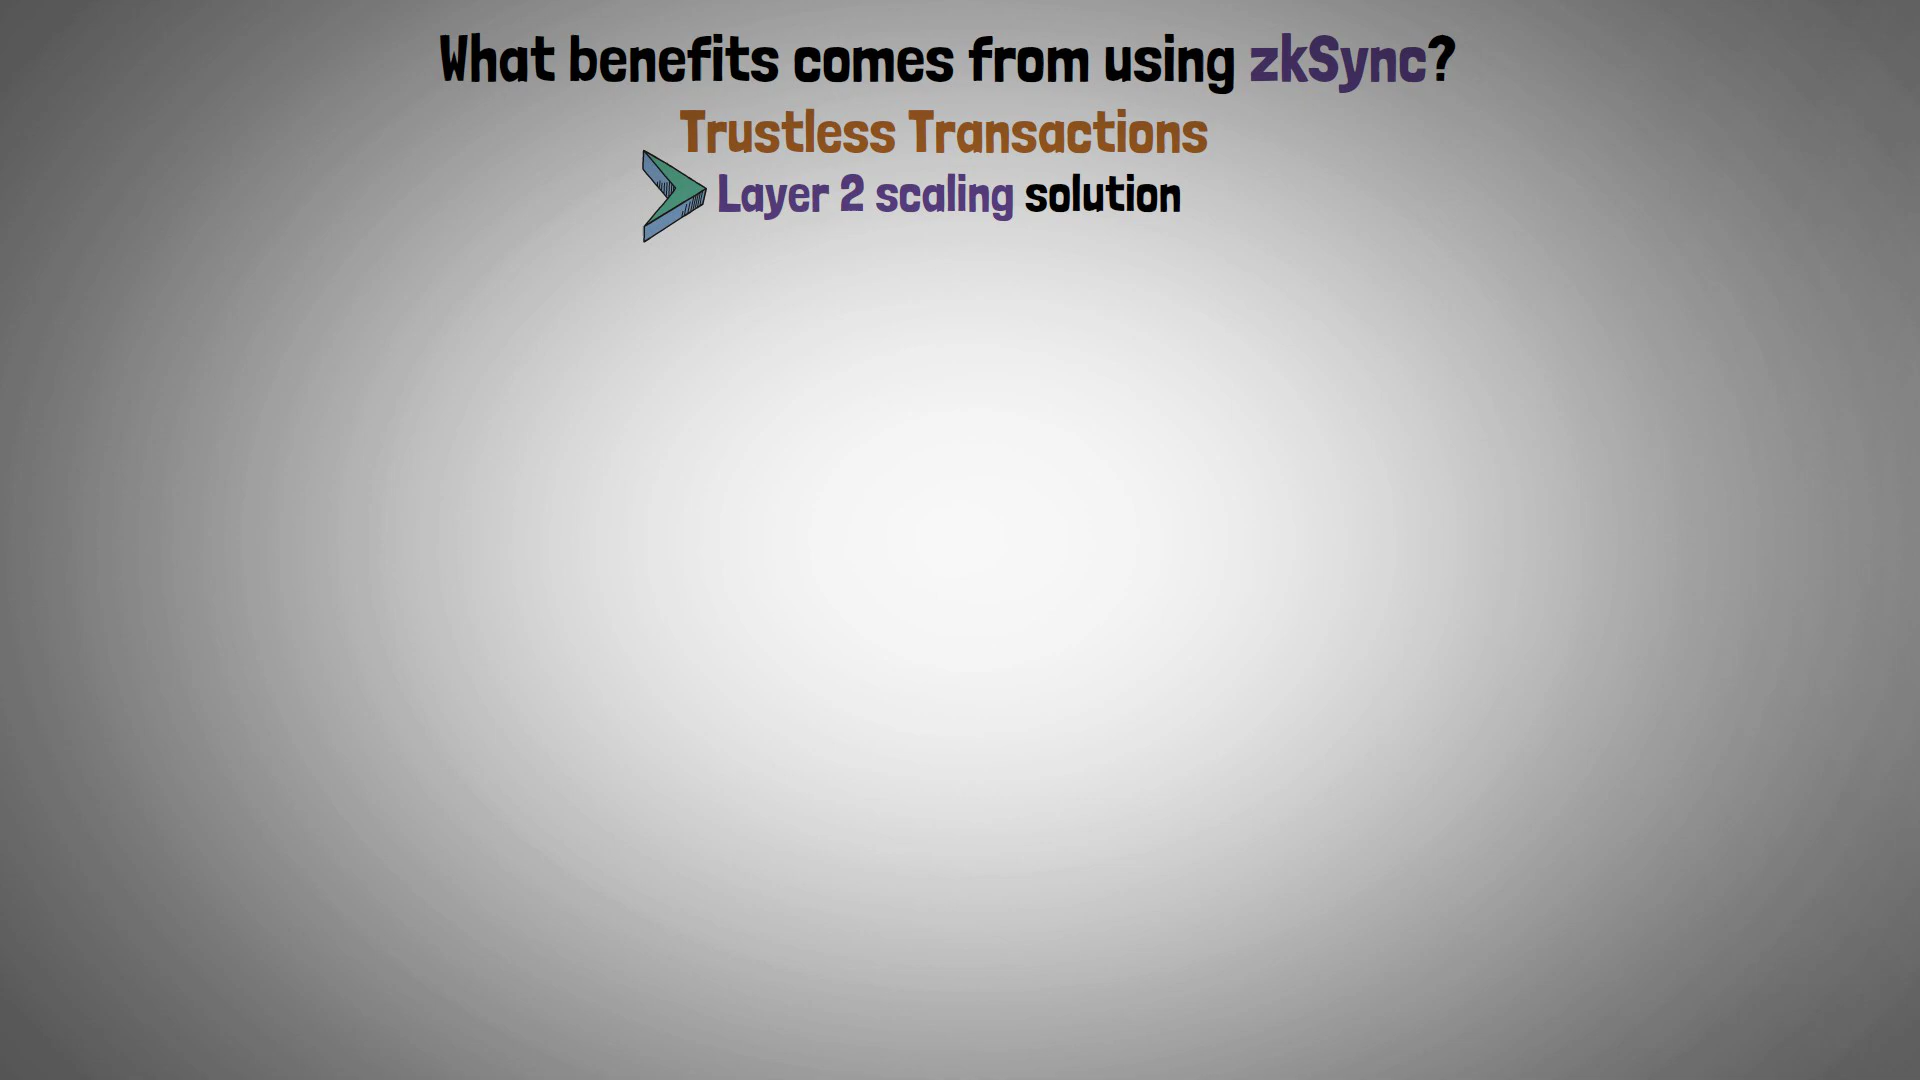 What benefits comes from using zkSync?
Trustless Transactions
Layer 2 scaling solution